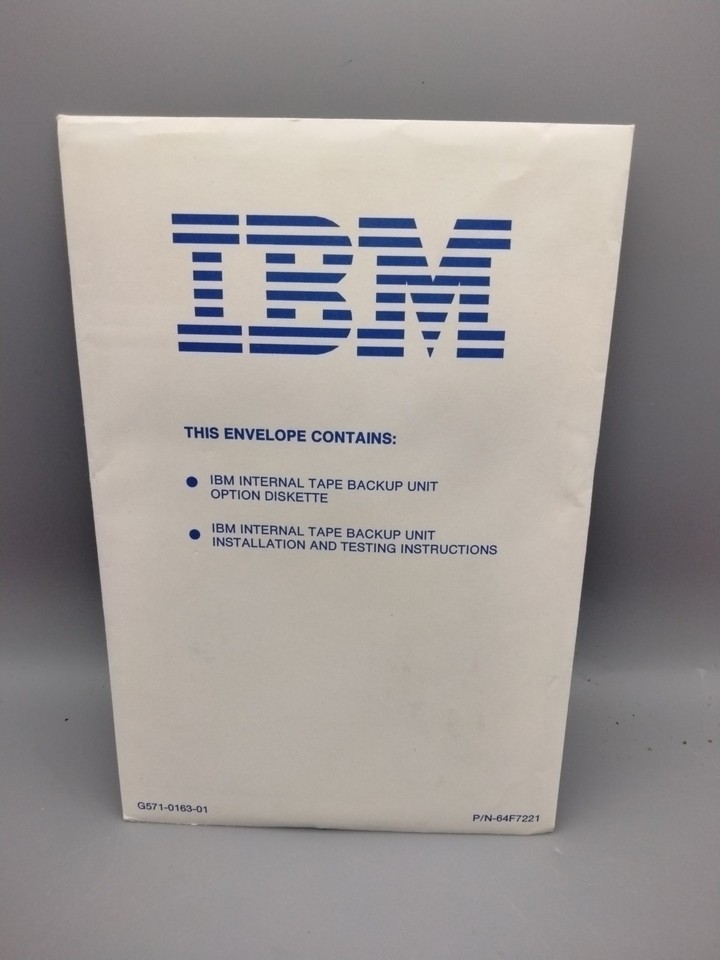 IBM
THIS ENVELOPE CONTAINS:
● IBM INTERNAL TAPE BACKUP UNIT
OPTION DISKETTE
● IBM INTERNAL TAPE BACKUP UNIT
INSTALLATION AND TESTING INSTRUCTIONS
G571-0163-01
P/N-64F7221